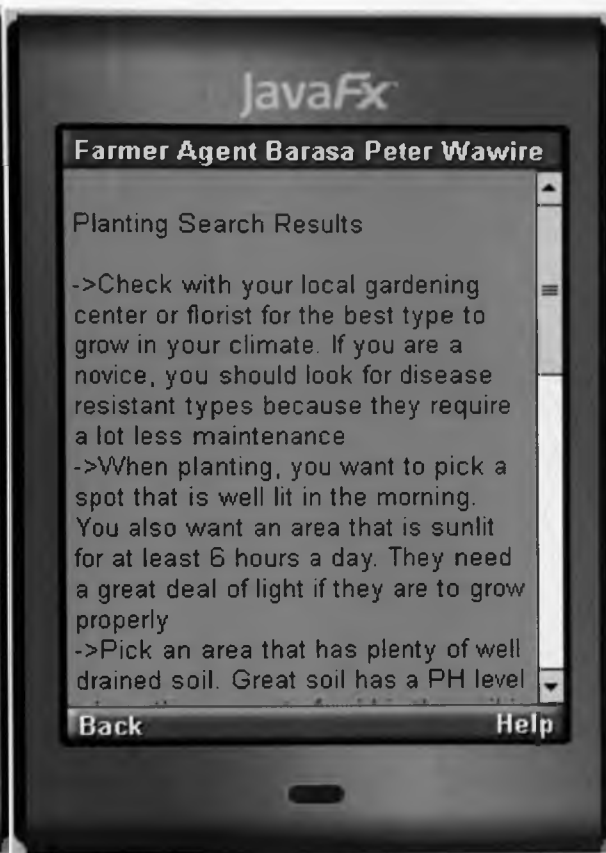 JavaFx
Farmer Agent Barasa Peter Wawire
Planting Search Results
->Check with your local gardening
center or florist for the best type to
grow in your climate. If you are a
novice, you should look for disease
resistant types because they require
a lot less maintenance
->When planting, you want to pick a
spot that is well lit in the morning.
You also want an area that is sunlit
for at least 6 hours a day. They need
a great deal of light if they are to grow
properly
->Pick an area that has plenty of well
drained soil. Great soil has a PH level
Back Help